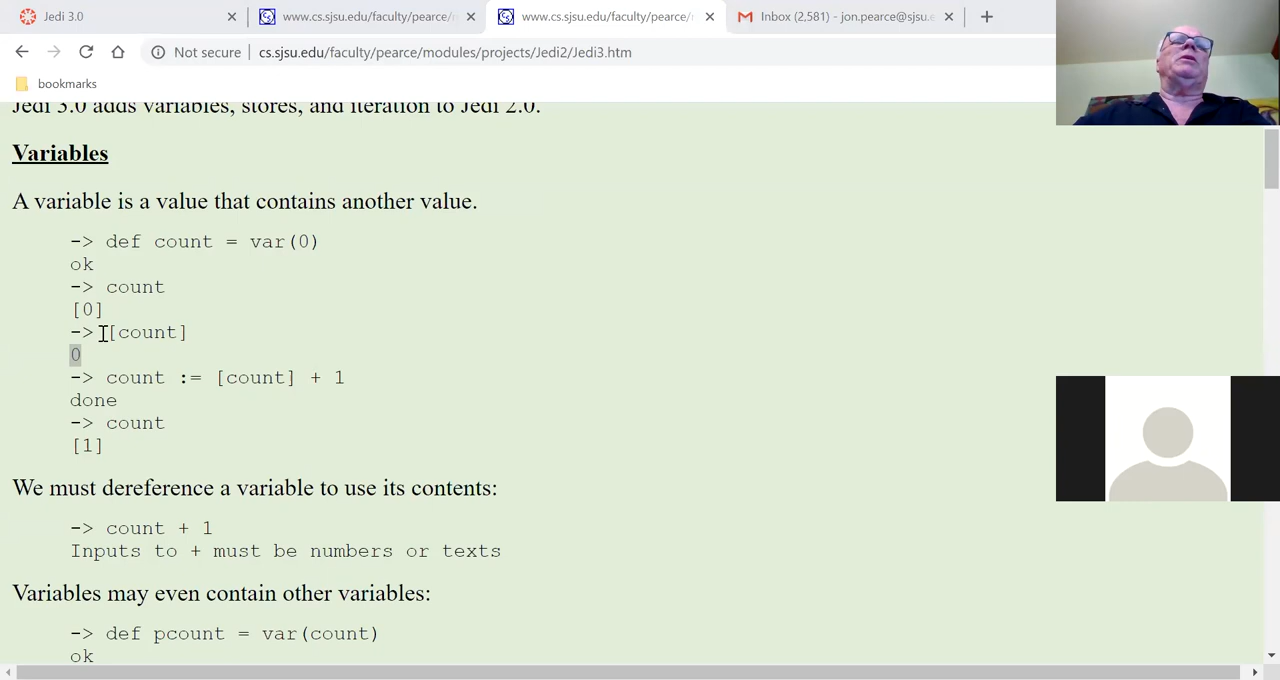 Jedi 3.0
www.cs.sjsu.edu/faculty/pearce/
www.cs.sjsu.edu/faculty/pearce/
Inbox (2,581) - jon.pearce@sjsu.e
Not secure cs.sjsu.edu/faculty/pearce/modules/projects/Jedi2/Jedi3.htm
bookmarks
Jedi 3.0 adds variables, stores, and iteration to Jedi 2.0.
Variables
A variable is a value that contains another value.
-> def count = var(0)
ok
-> count
[0]
-> [count]
0
-> count := [count] + 1
done
-> count
[1]
We must dereference a variable to use its contents:
-> count + 1
Inputs to + must be numbers or texts
Variables may even contain other variables:
-> def pcount = var(count)
ok